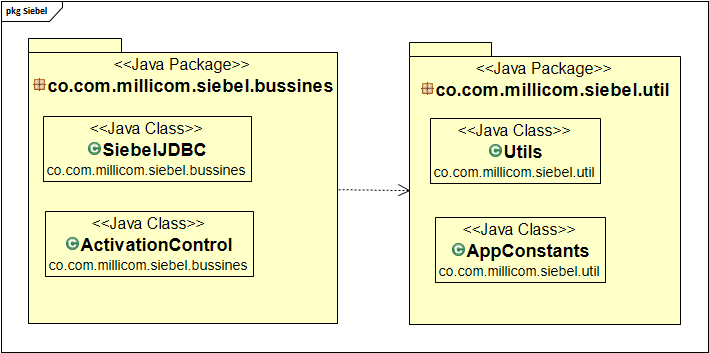 pkg Siebel
<<Java Package>>
co.com.millicom.siebel.bussines
<<Java Class>>
SiebelJDBC
co.com.millicom.siebel.bussines
<<Java Class>>
ActivationControl
co.com.millicom.siebel.bussines
<<Java Package>>
co.com.millicom.siebel.util
<<Java Class>>
Utils
co.com.millicom.siebel.util
<<Java Class>>
AppConstants
co.com.millicom.siebel.util